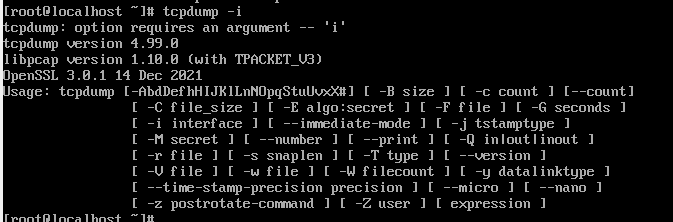 [root@localhost ~]# tcpdump -i
tcpdump: option requires an argument -- 'i'
tcpdump version 4.99.0
libpcap version 1.10.0 (with TPACKET_V3)
OpenSSL 3.0.1 14 Dec 2021
Usage: tcpdump [-AbdDefhHIJKlLnNOpqStuUvxX#] [ -B size ] [ -c count ] [--count]
[ -C file_size ] [ -E algo:secret ] [ -F file ] [ -G seconds ]
[ -i interface ] [ --immediate-mode ] [ -j tstamptype ]
[ -M secret ] [ --number ] [ --print ] [ -Q in|out|inout ]
[ -r file ] [ -s snaplen ] [ -T type ] [ --version ]
[ -V file ] [ -w file ] [ -W filecount ] [ -y datalinktype ]
[ --time-stamp-precision precision ] [ --micro ] [ --nano ]
[ -z postrotate-command ] [ -Z user ] [ expression ]
[root@localhost ~]#